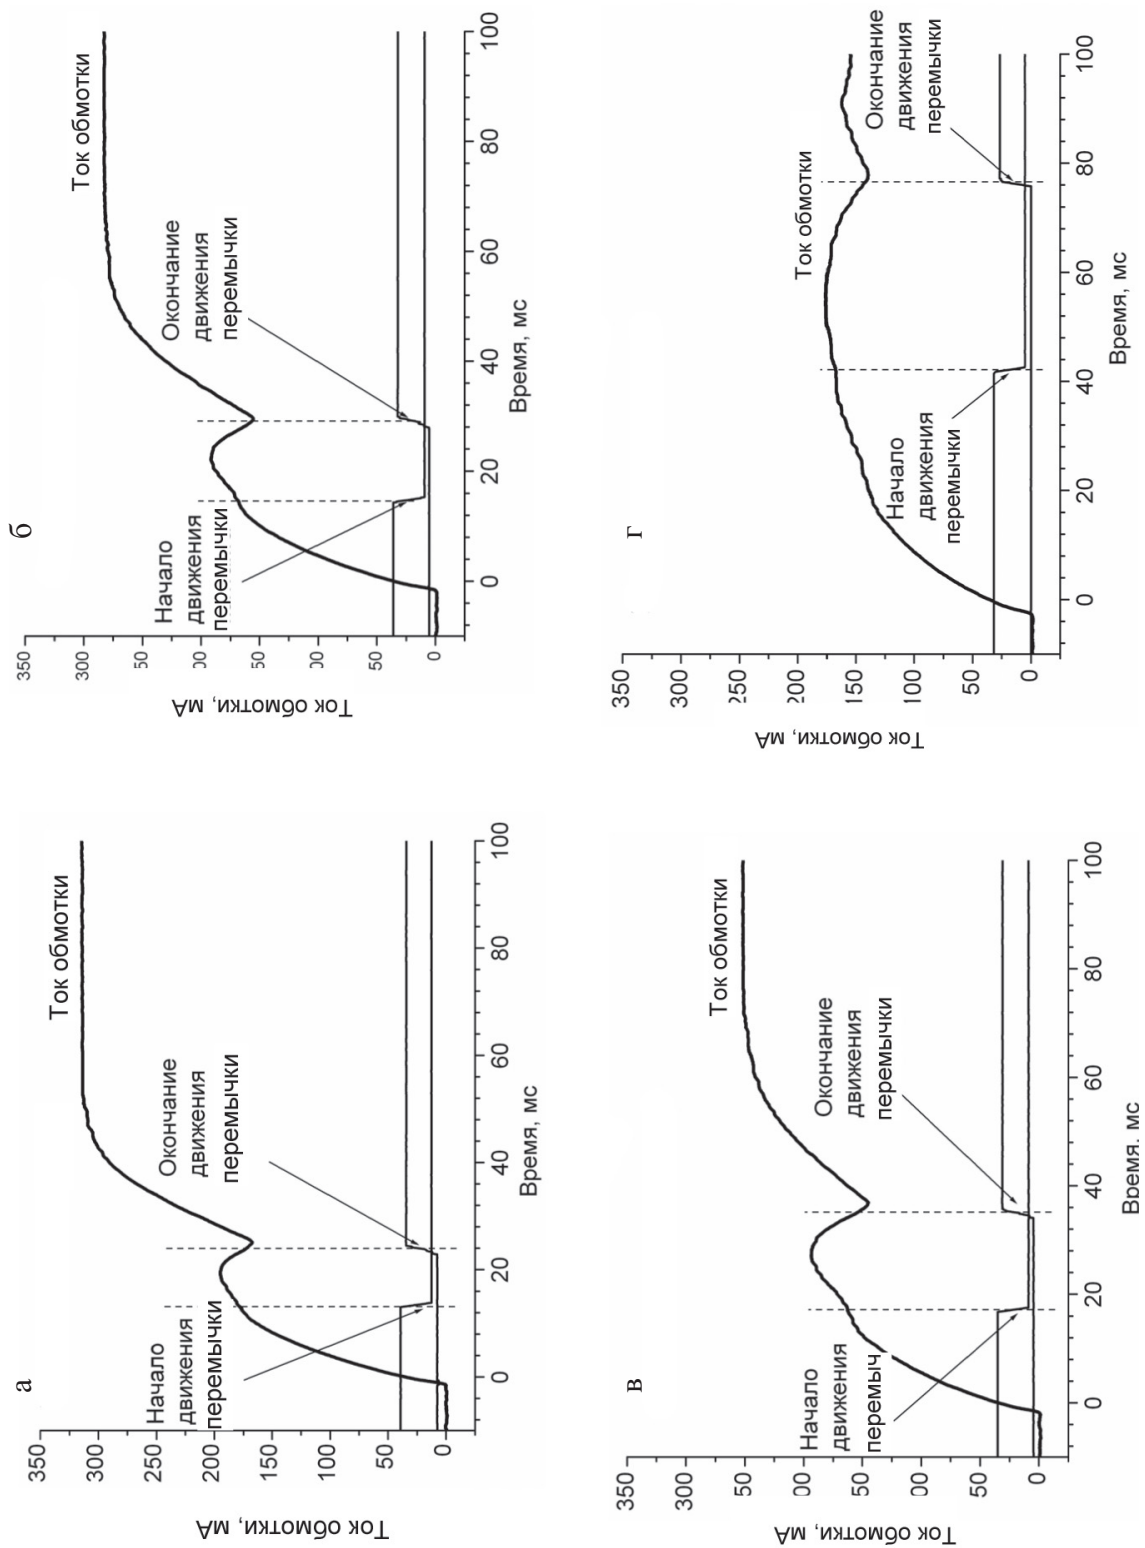 а
Ток обмотки, мА
350
300
250
200
150
100
50
0
Ток обмотки
Начало
движения
перемычки
Окончание
движения
перемычки
0
20
40
60
80
100
Время, мс
б
Ток обмотки, мА
350
300
50
00
50
00
50
0
Ток обмотки
Начало
движения
перемычки
Окончание
движения
перемычки
0
20
40
60
80
100
Время, мс
в
Ток обмотки, мА
350
300
50
00
50
00
50
0
Ток обмотки
Начало
движения
перемыч
Окончание
движения
перемычки
0
20
40
60
80
100
Время, мс
г
Ток обмотки, мА
350
300
250
200
150
100
50
0
Ток обмотки
Начало
движения
перемычки
Окончание
движения
перемычки
0
20
40
60
80
100
Время, мс